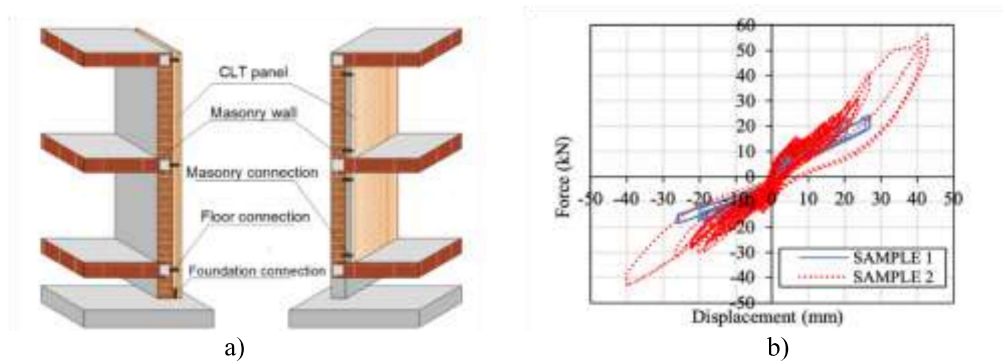 CLT panel
Masonry wall
Masonry connection
Floor connection
Foundation connection
a)
60
50
40
30
20
10
0
-50 -40 -30 -20 -10 0 10 20 30 40 50
-10
-20
-30
-40
-50
Force (kN)
SAMPLE 1
SAMPLE 2
Displacement (mm)
b)